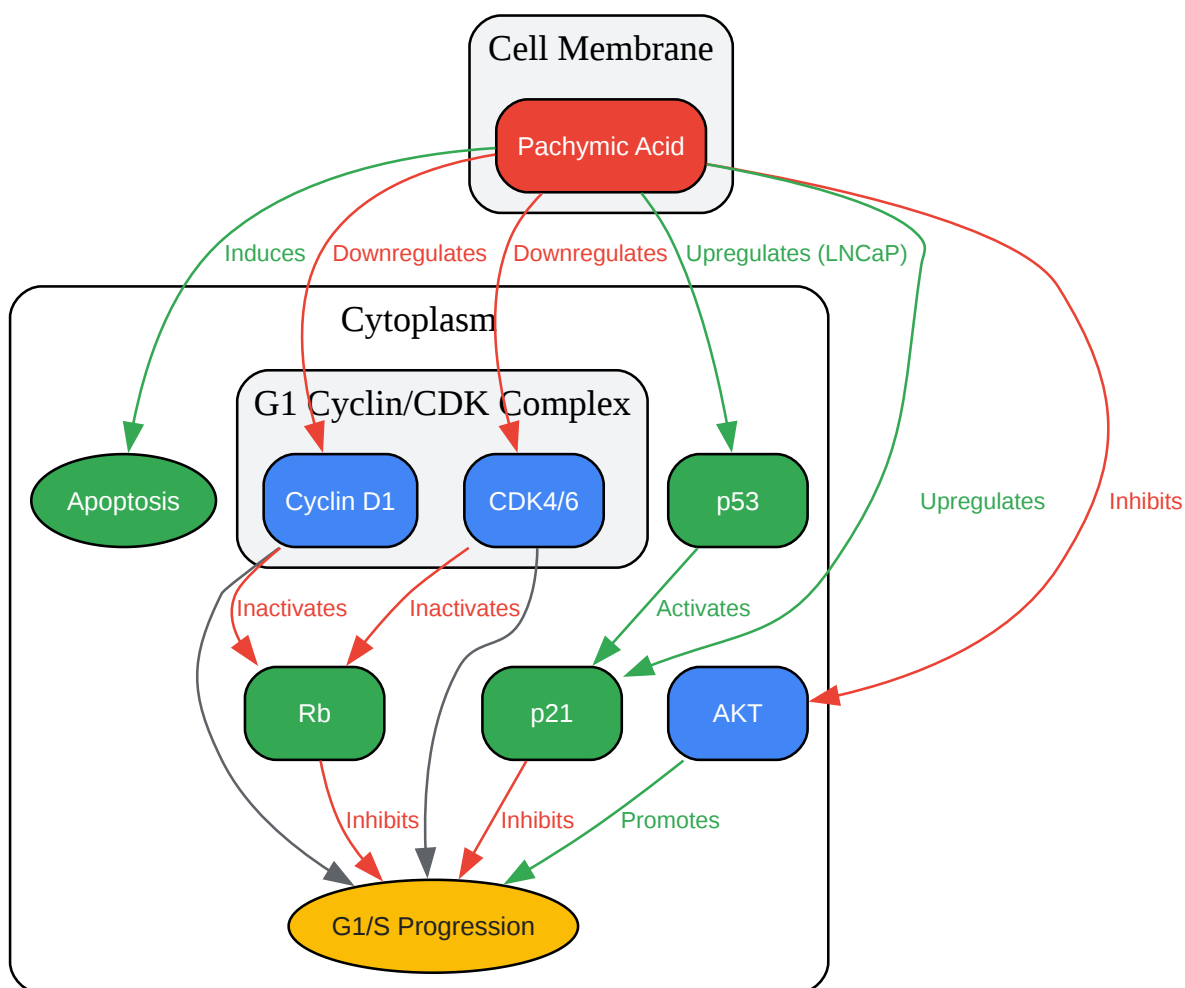 Cell Membrane
Pachymic Acid
Induces
Downregulates
Downregulates
Upregulates (LNCaP)
Cytoplasm
G1 Cyclin/CDK Complex
Apoptosis
Cyclin D1
CDK4/6
p53
Upregulates
Inhibits
Inactivates
Inactivates
Activates
Rb
p21
AKT
Inhibits
Inhibits
Promotes
G1/S Progression